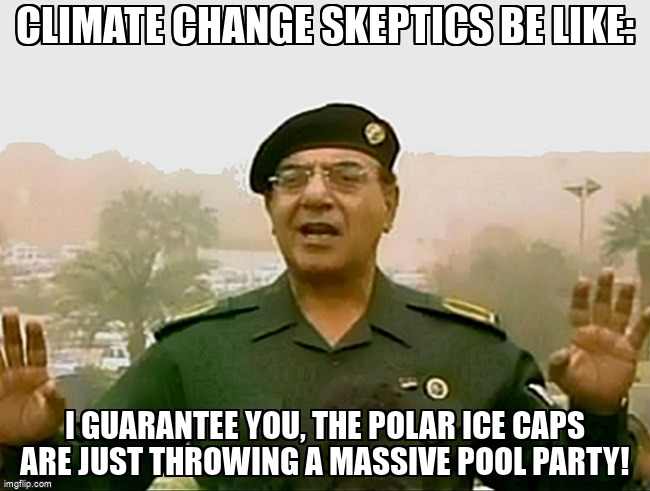 CLIMATE CHANGE SKEPTICS BE LIKE:
I GUARANTEE YOU, THE POLAR ICE CAPS
ARE JUST THROWING A MASSIVE POOL PARTY!
imgflip.com